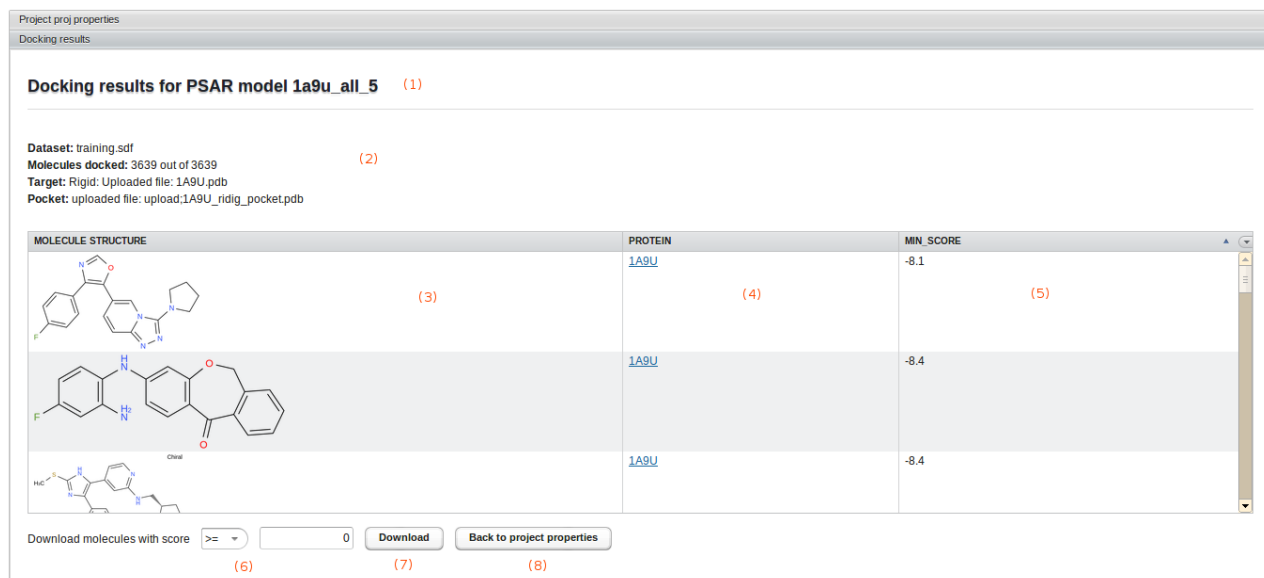 Project proj properties
Docking results
Docking results for PSAR model 1a9u_all_5 (1)
Dataset: training.sdf
Molecules docked: 3639 out of 3639 (2)
Target: Rigid: Uploaded file: 1A9U.pdb
Pocket: uploaded file: upload;1A9U_ridig_pocket.pdb
MOLECULE STRUCTURE PROTEIN MIN_SCORE
1A9U -8.1
N O
(3) (4) (5)
N N
F N N
1A9U -8.4
H N O
F NH2
O
Chiral
1A9U -8.4
H3C S N H N
N N H
Download molecules with score >= 0 Download Back to project properties
(6) (7) (8)